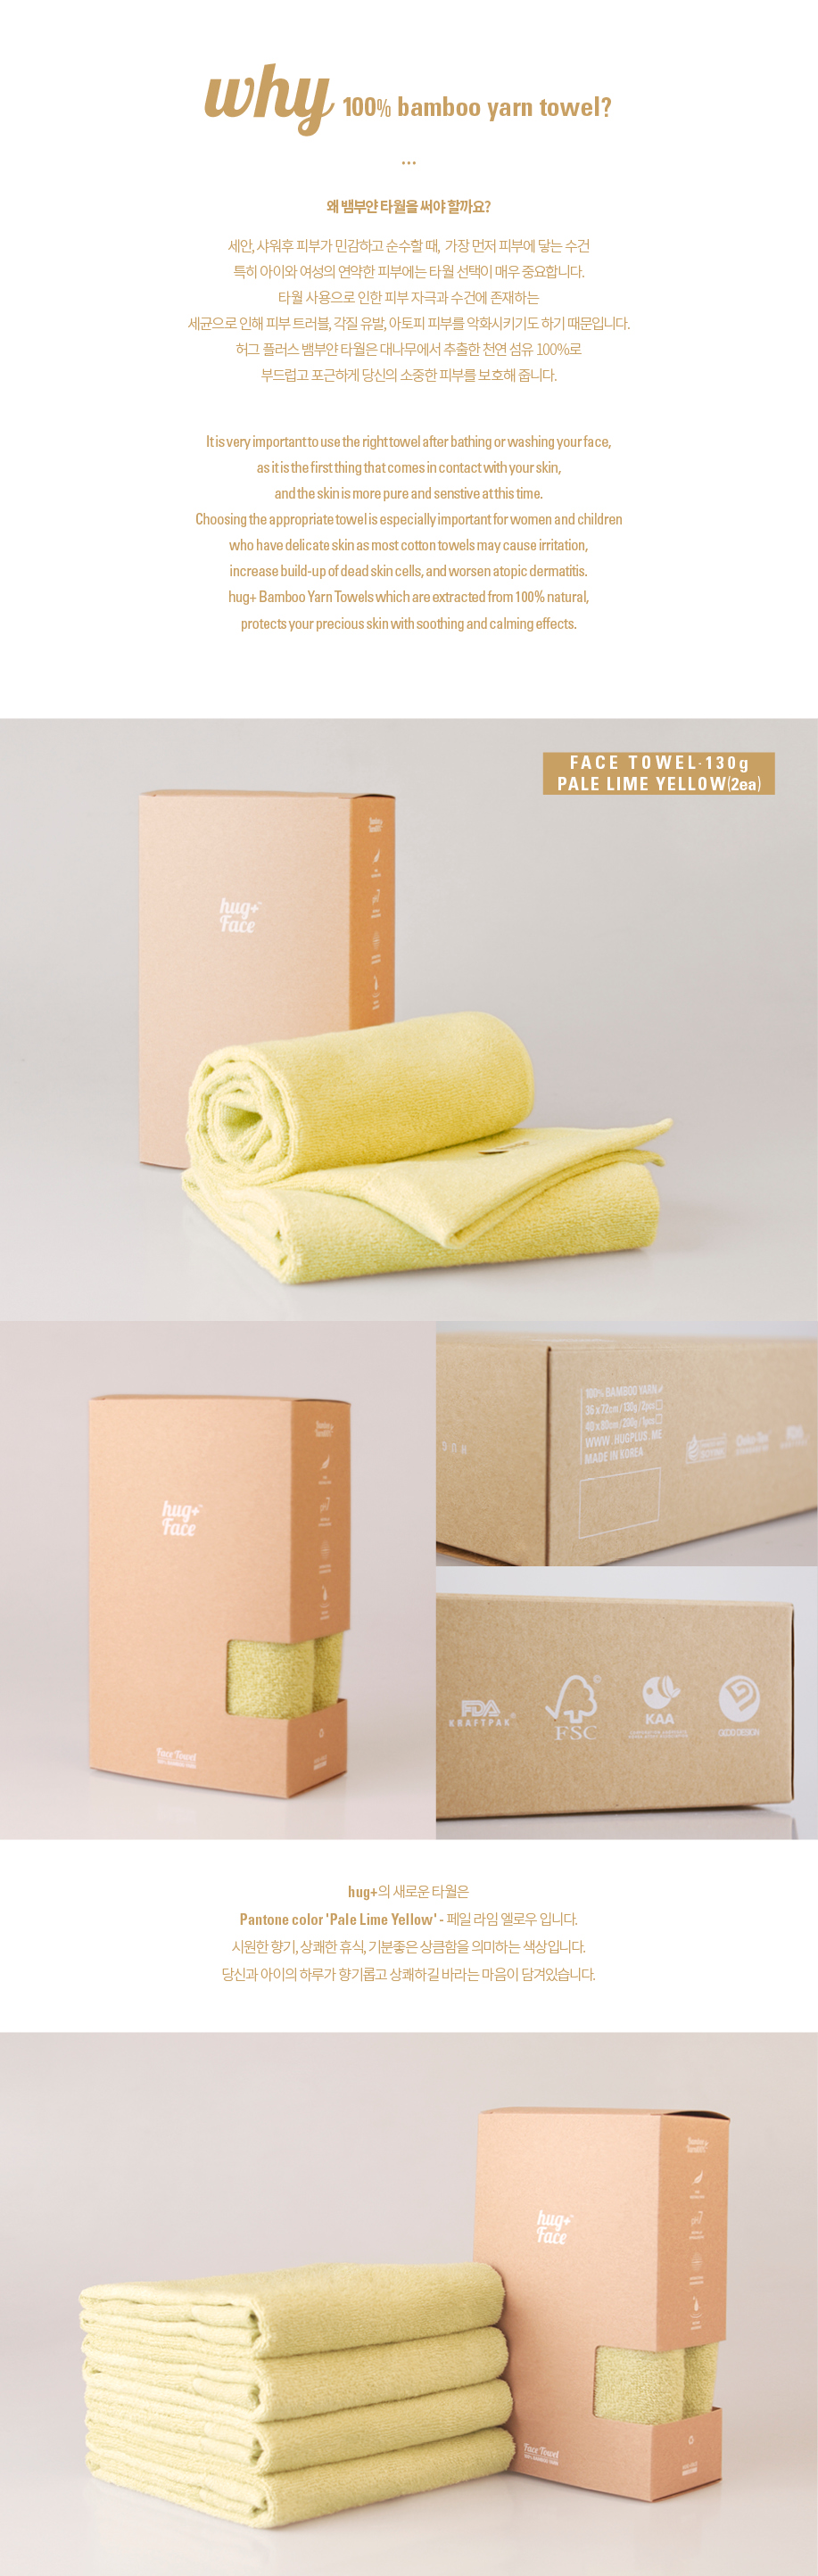 why 100% bamboo yarn towel?
...
왜 뱀부얀 타월을 써야 할까요?
세안, 샤워후 피부가 민감하고 순수할 때, 가장 먼저 피부에 닿는 수건
특히 아이와 여성의 연약한 피부에는 타월 선택이 매우 중요합니다.
타월 사용으로 인한 피부 자극과 수건에 존재하는
세균으로 인해 피부 트러블, 각질 유발, 아토피 피부를 악화시키기도 하기 때문입니다.
허그 플러스 뱀부얀 타월은 대나무에서 추출한 천연 섬유 100%로
부드럽고 포근하게 당신의 소중한 피부를 보호해 줍니다.
It is very important to use the right towel after bathing or washing your face,
as it is the first thing that comes in contact with your skin,
and the skin is more pure and senstive at this time.
Choosing the appropriate towel is especially important for women and children
who have delicate skin as most cotton towels may cause irritation,
increase build-up of dead skin cells, and worsen atopic dermatitis.
hug+ Bamboo Yarn Towels which are extracted from 100% natural,
protects your precious skin with soothing and calming effects.
FACE TOWEL·130g
PALE LIME YELLOW(2ea)
hug+
Face
hug+
Face
Face Towel
100% BAMBOO YARN
36 x 72cm / 130g / 2pcs
40 x 80cm / 200g / 1pcs
WWW.HUGPLUS.ME
MADE IN KOREA
HUG
FDA
KRAFTPAK
FSC
KAA
hug+의 새로운 타월은
Pantone color 'Pale Lime Yellow' - 페일 라임 옐로우 입니다.
시원한 향기, 상쾌한 휴식, 기분좋은 상큼함을 의미하는 색상입니다.
당신과 아이의 하루가 향기롭고 상쾌하길 바라는 마음이 담겨있습니다.
hug+
Face
Face Towel